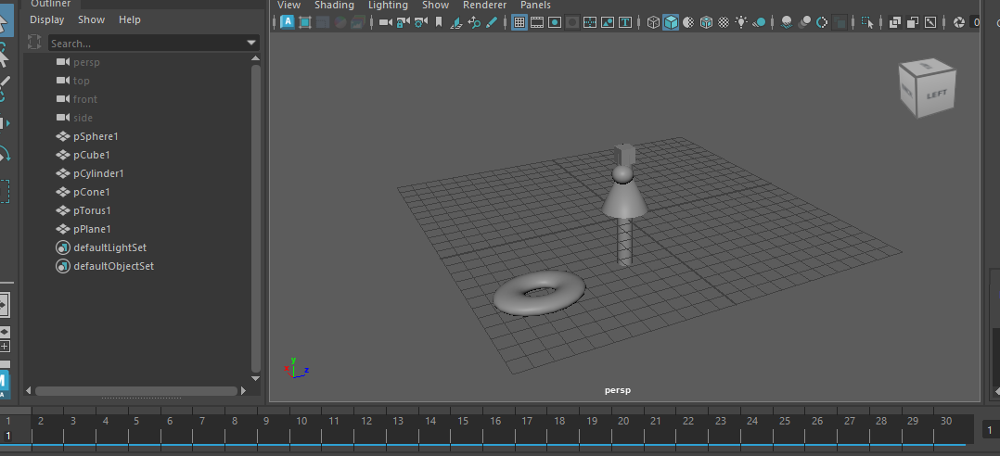 Outliner
Display Show Help
Search...
persp
top
front
side
pSphere1
pCube1
pCylinder1
pCone1
pTorus1
pPlane1
defaultLightSet
defaultObjectSet
View Shading Lighting Show Renderer Panels
A
T
0
LEFT
y
z
persp
M
1 2 3 4 5 6 7 8 9 10 11 12 13 14 15 16 17 18 19 20 21 22 23 24 25 26 27 28 29 30
1
1